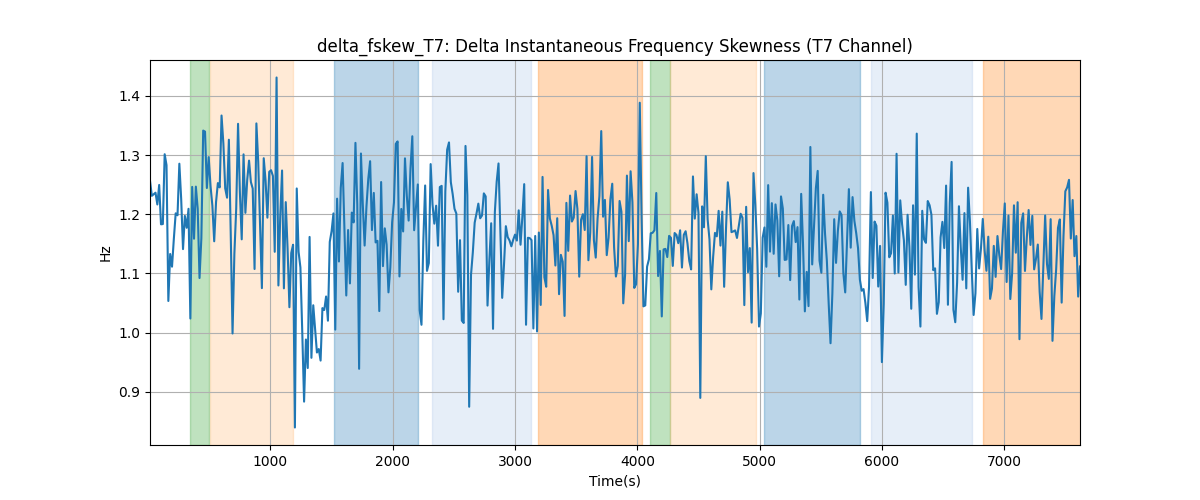 delta_fskew_T7: Delta Instantaneous Frequency Skewness (T7 Channel)
1.4
1.3
1.2
1.1
1.0
0.9
Hz
1000 2000 3000 4000 5000 6000 7000
Time(s)